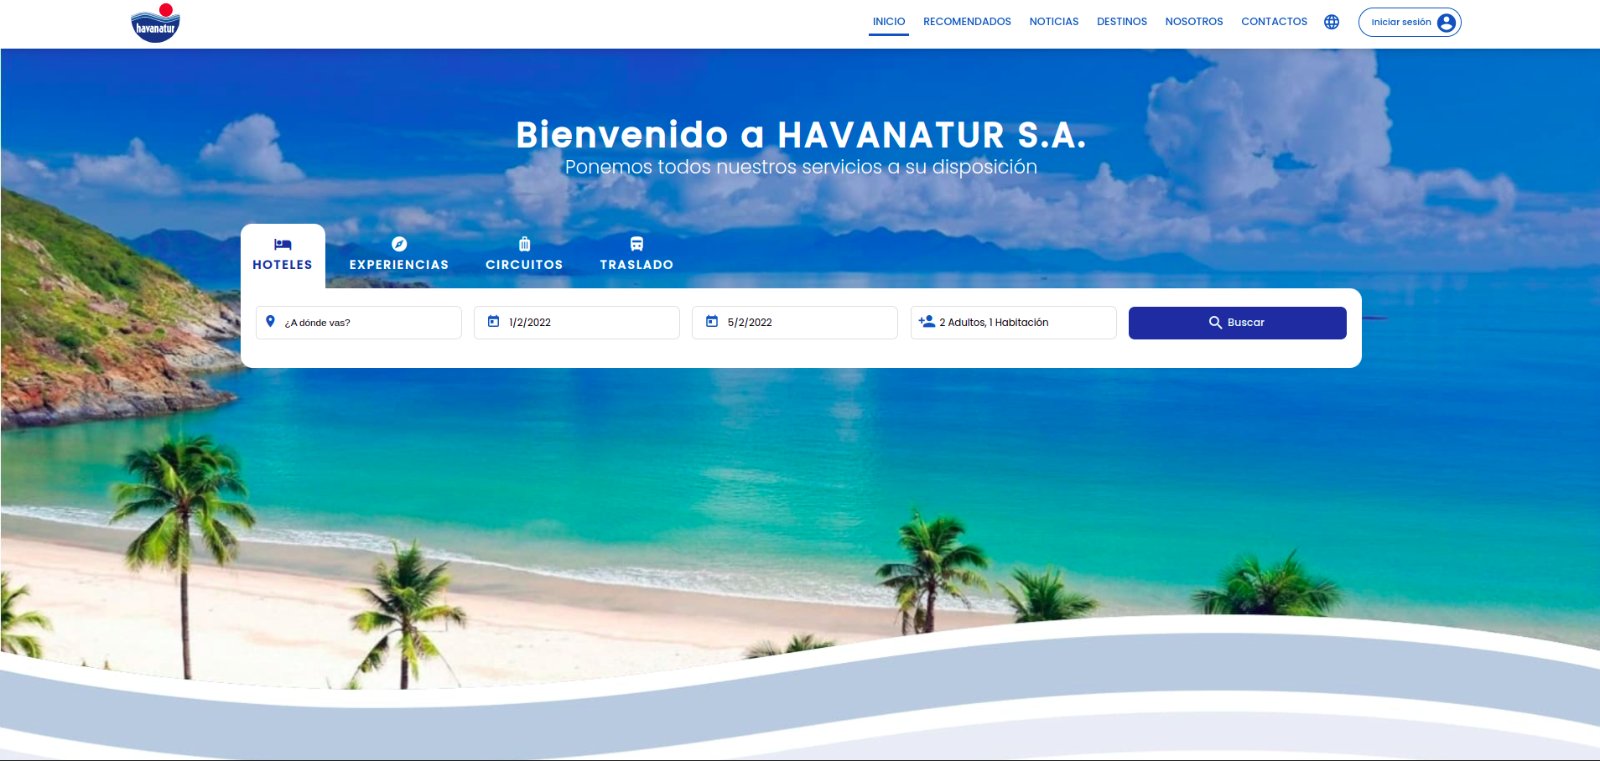 havanatur
INICIO RECOMENDADOS NOTICIAS DESTINOS NOSOTROS CONTACTOS Iniciar sesión
Bienvenido a HAVANATUR S.A.
Ponemos todos nuestros servicios a su disposición
HOTELES EXPERIENCIAS CIRCUITOS TRASLADO
¿A dónde vas? 1/2/2022 5/2/2022 2 Adultos, 1 Habitación Buscar